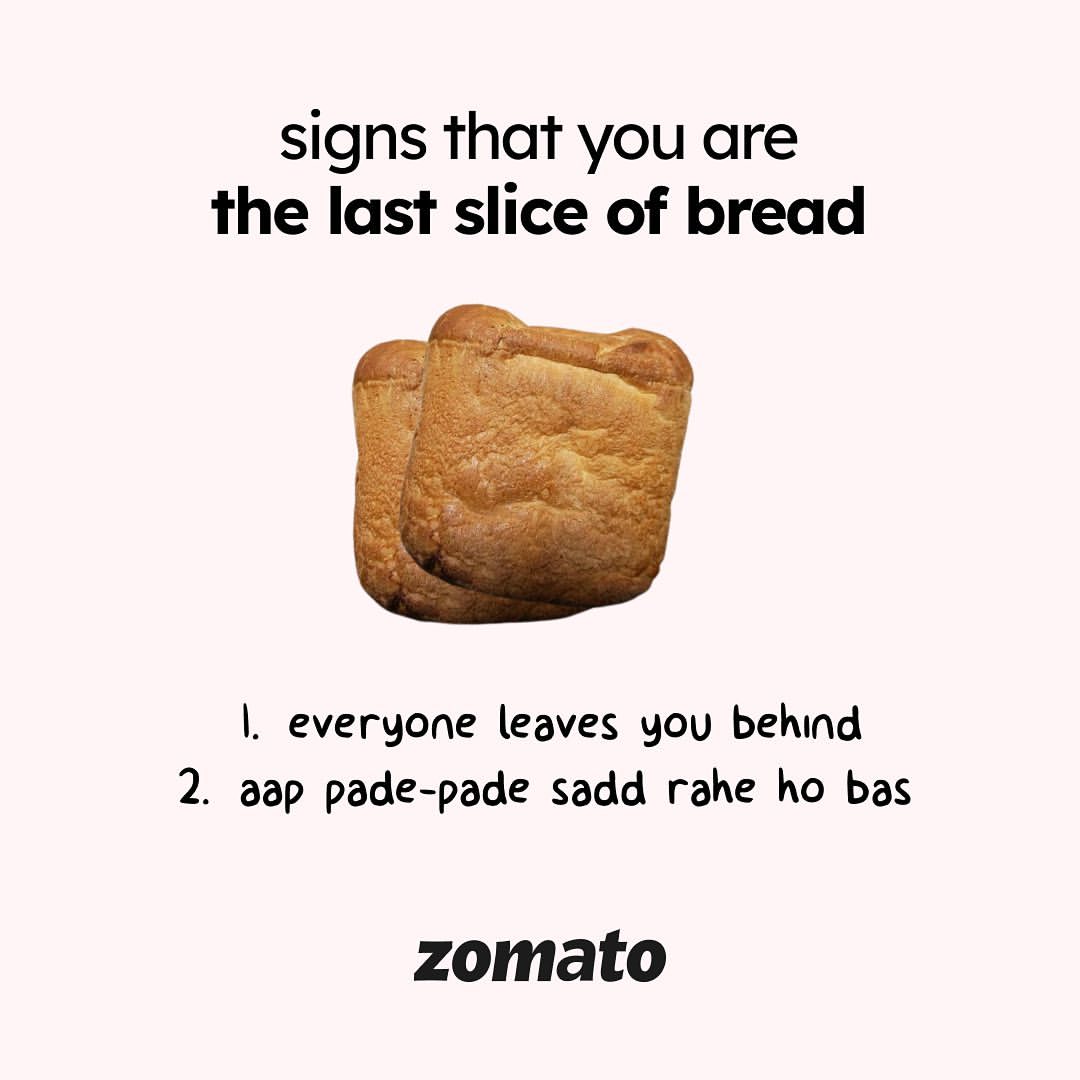 signs that you are
the last slice of bread
1. everyone leaves you behind
2. aap pade-pade sadd rahe ho bas
zomato